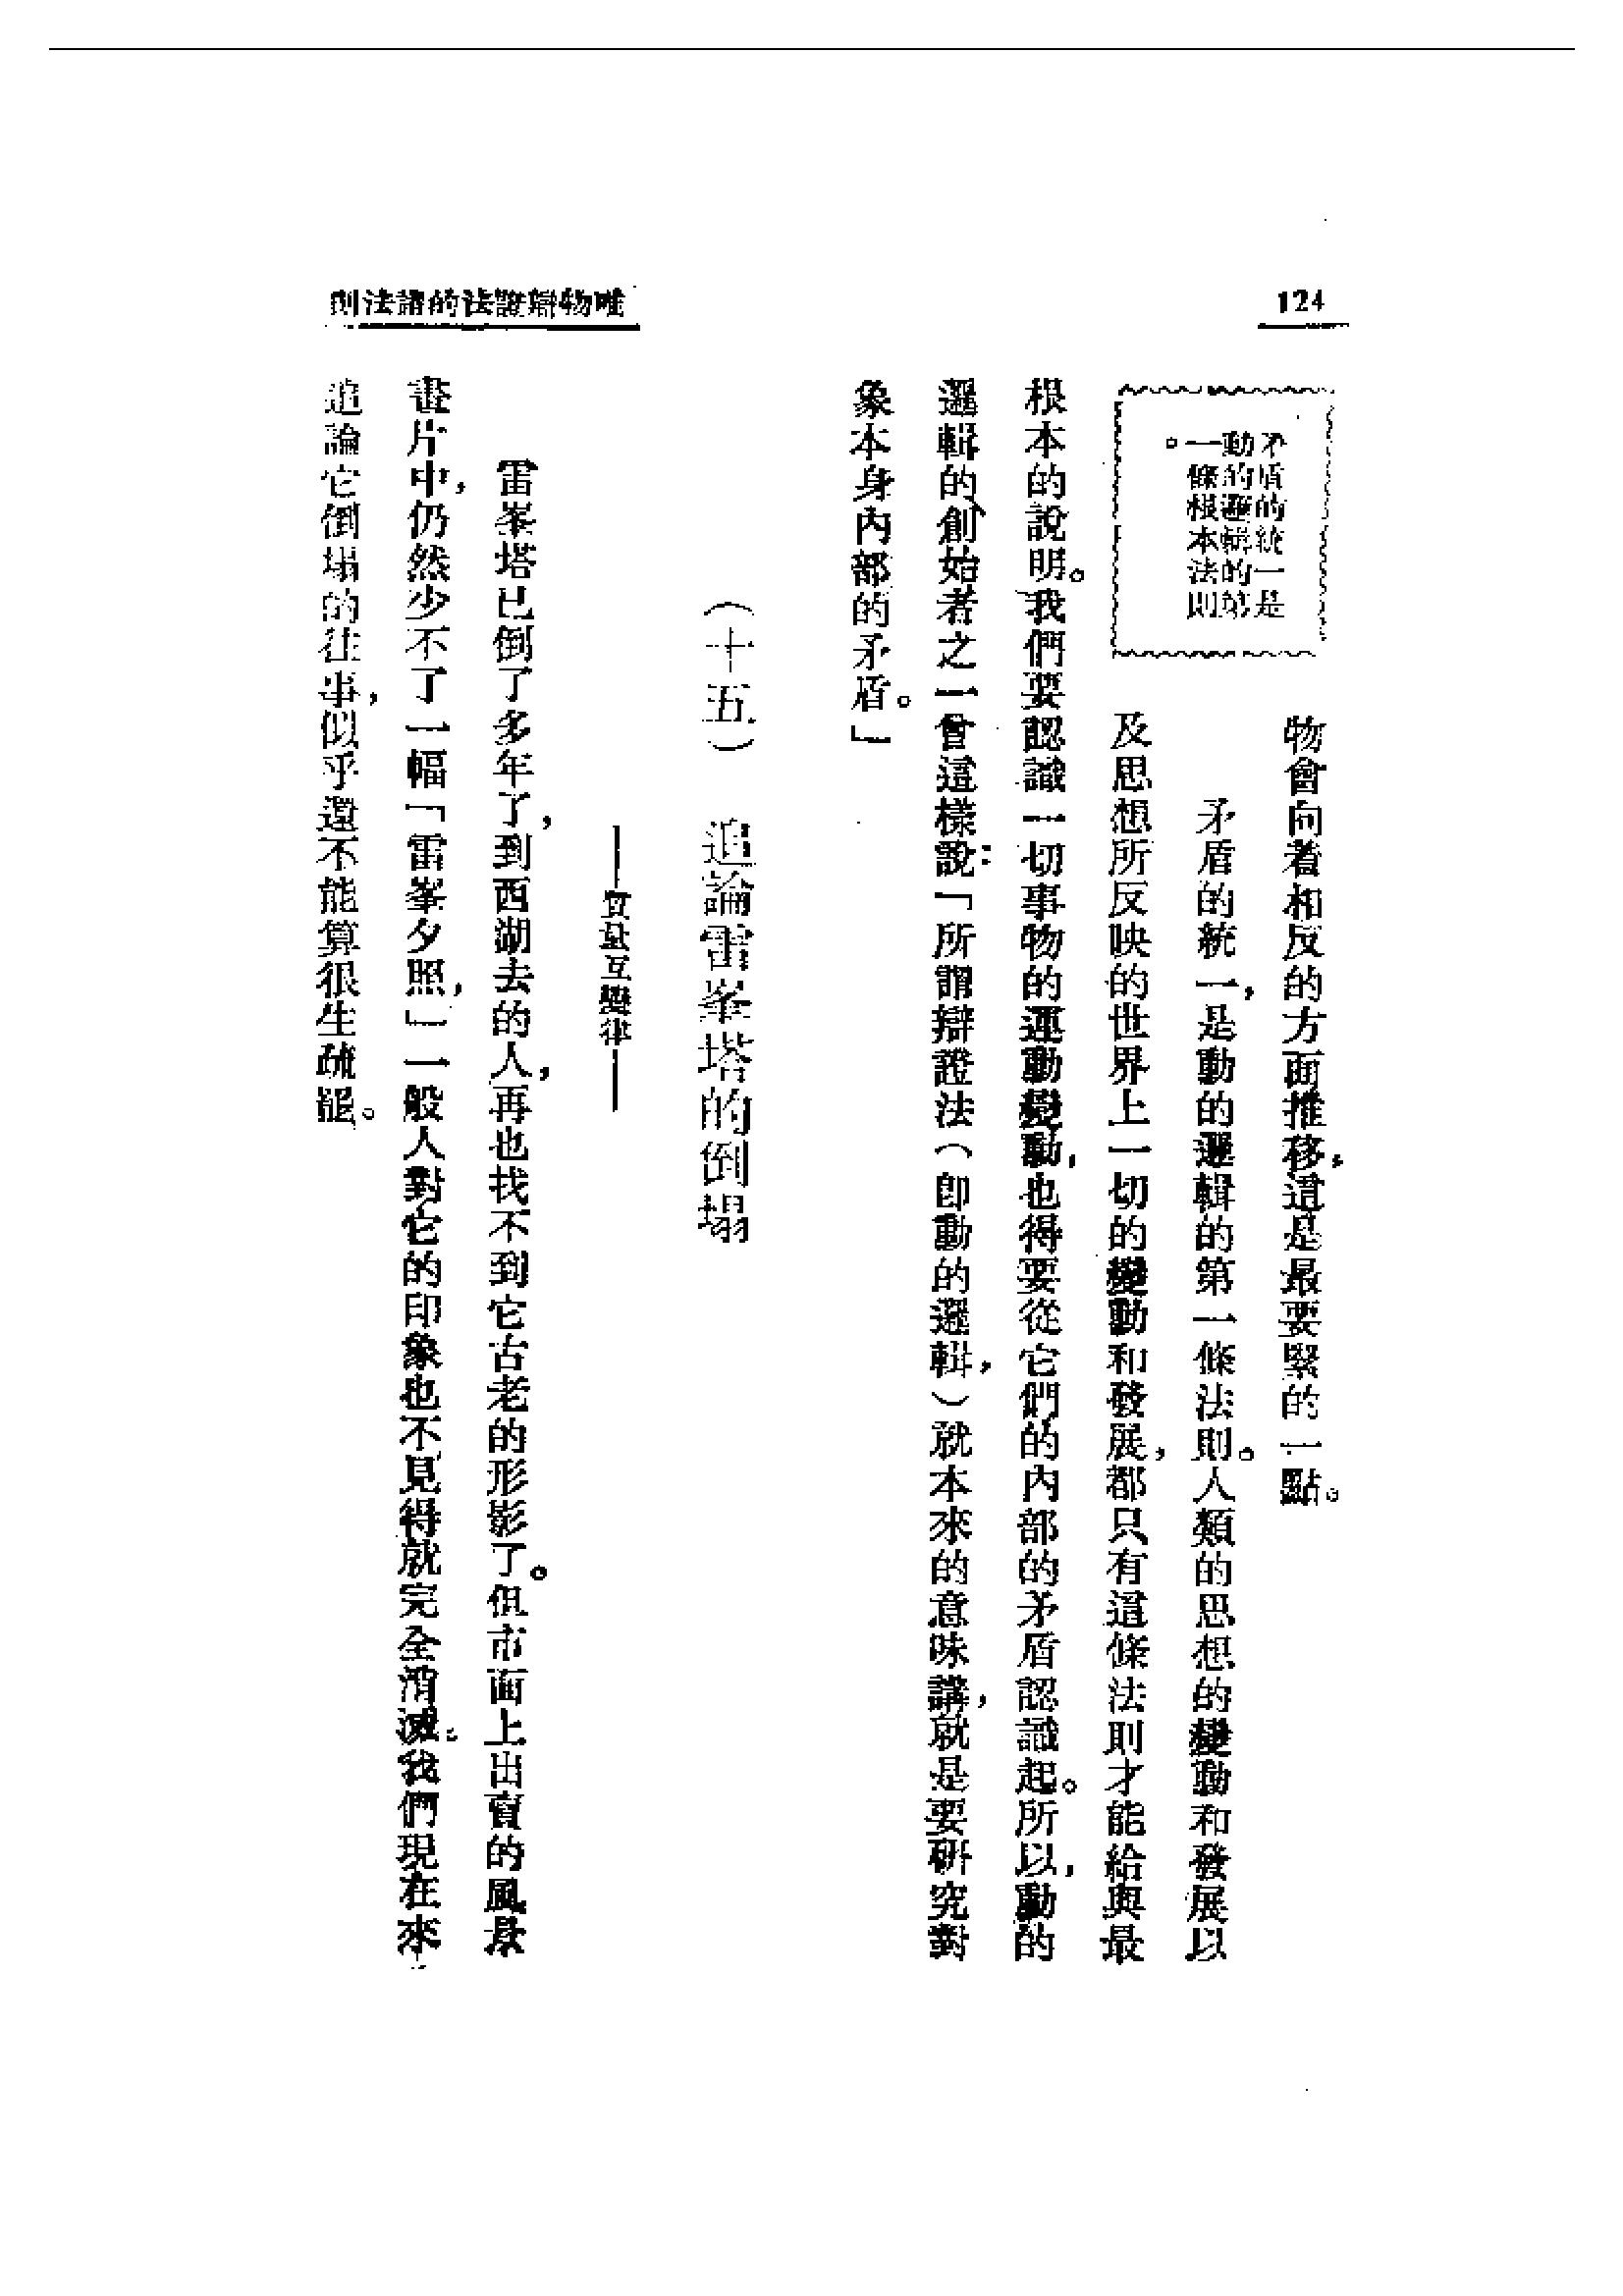 124
唯物辯證法的諸法則
矛盾的統一是
動的邏輯的第
一條根本法則
。
物會向着相反的方面推移，這是最要緊的一點。
矛盾的統一，是動的邏輯的第一條法則。人類的思想的變動和發展以
及思想所反映的世界上一切的變動和發展，都只有這條法則才能給與最
根本的說明。我們要認識一切事物的運動變動，也得要從它們的內部的矛盾認識起。所以，動的
邏輯的創始者之一曾這樣說：「所謂辯證法（卽動的邏輯，）就本來的意味講，就是要研究對
象本身內部的矛盾。」
（十五）　追論雷峯塔的倒塌
——質量互變律——
雷峯塔已倒了多年了，到西湖去的人，再也找不到它古老的形影了。但市面上出賣的風景
畫片中，仍然少不了一幅「雷峯夕照，」一般人對它的印象也不見得就完全消滅。我們現在來
追論它倒塌的往事，似乎還不能算很生疏罷。